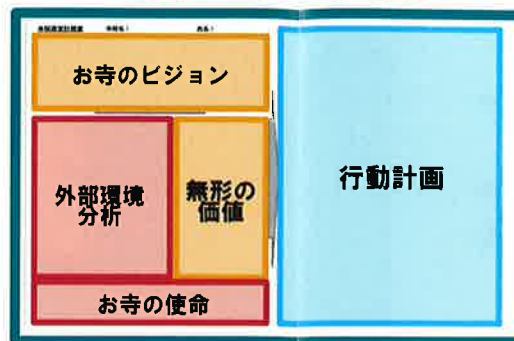 お寺のビジョン
外部環境
分析
無形の
価値
お寺の使命
行動計画